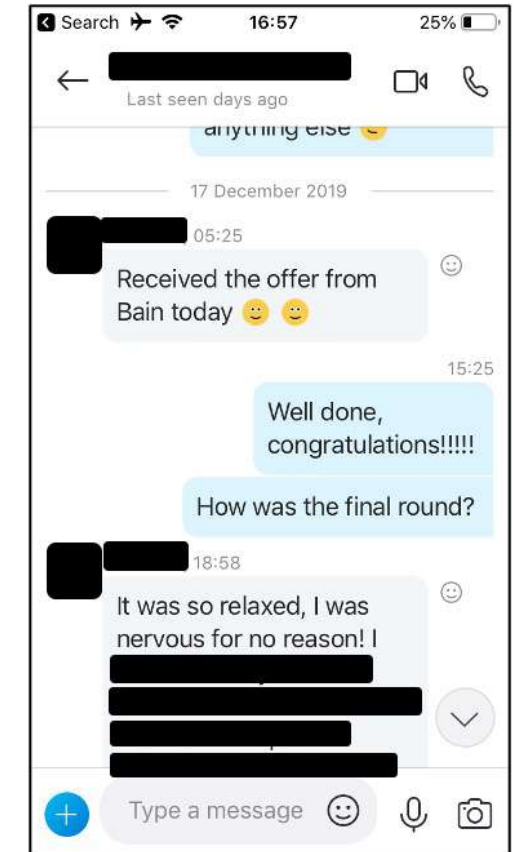 Search 16:57 25%
Last seen days ago
anything else
17 December 2019
05:25
Received the offer from
Bain today
15:25
Well done,
congratulations!!!!!
How was the final round?
18:58
It was so relaxed, I was
nervous for no reason! I
Type a message